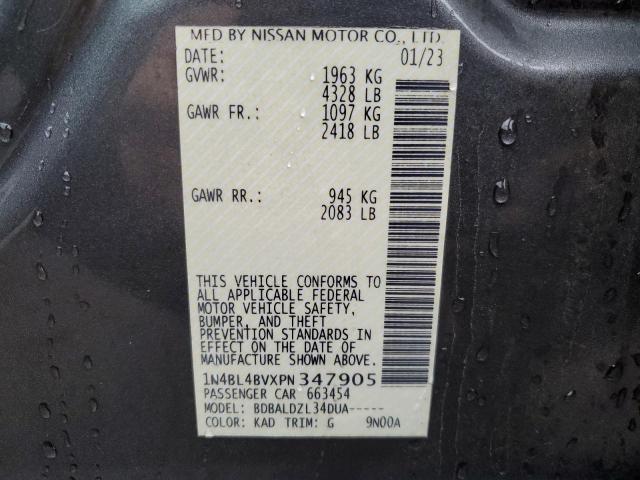 MFD BY NISSAN MOTOR CO., LTD.
DATE: 01/23
GVWR: 1963 KG
4328 LB
GAWR FR.: 1097 KG
2418 LB
GAWR RR.: 945 KG
2083 LB
THIS VEHICLE CONFORMS TO
ALL APPLICABLE FEDERAL
MOTOR VEHICLE SAFETY,
BUMPER, AND THEFT
PREVENTION STANDARDS IN
EFFECT ON THE DATE OF
MANUFACTURE SHOWN ABOVE.
1N4BL4BVXPN347905
PASSENGER CAR 663454
MODEL: BDBALDZL34DUA-----
COLOR: KAD TRIM: G 9N00A